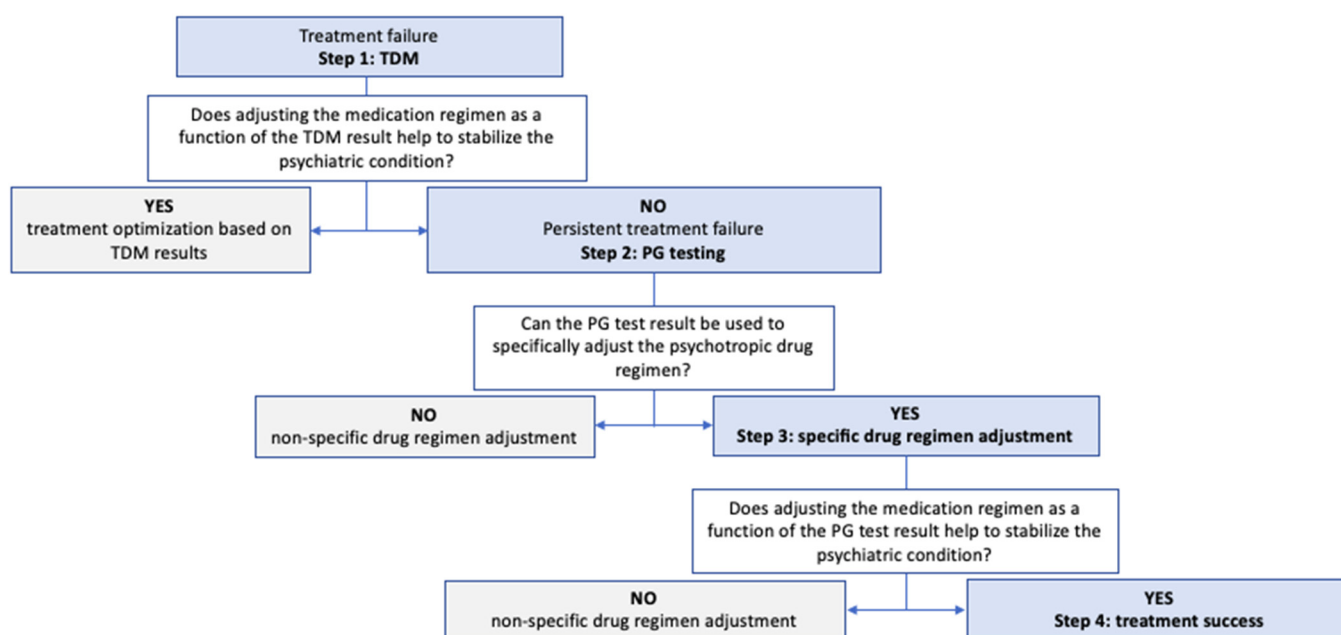 Treatment failure
Step 1: TDM
Does adjusting the medication regimen as a
function of the TDM result help to stabilize the
psychiatric condition?
YES
treatment optimization based on
TDM results
NO
Persistent treatment failure
Step 2: PG testing
Can the PG test result be used to
specifically adjust the psychotropic drug
regimen?
NO
non-specific drug regimen adjustment
YES
Step 3: specific drug regimen adjustment
Does adjusting the medication regimen as a
function of the PG test result help to stabilize the
psychiatric condition?
NO
non-specific drug regimen adjustment
YES
Step 4: treatment success